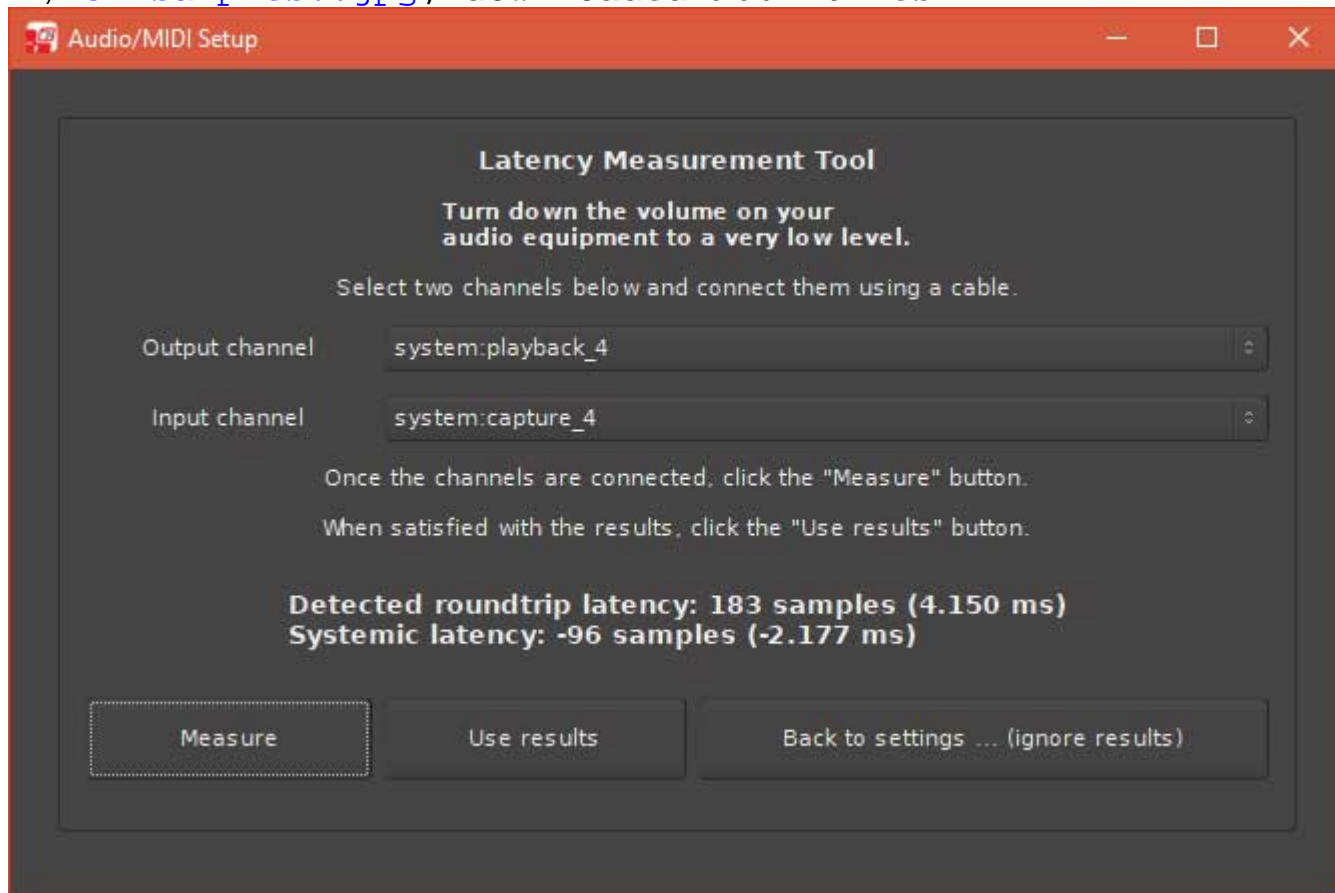 Audio/MIDI Setup
Latency Measurement Tool
Turn down the volume on your
audio equipment to a very low level.
Select two channels below and connect them using a cable.
Output channel system:playback_4
Input channel system:capture_4
Once the channels are connected, click the "Measure" button.
When satisfied with the results, click the "Use results" button.
Detected roundtrip latency: 183 samples (4.150 ms)
Systemic latency: -96 samples (-2.177 ms)
Measure Use results Back to settings ... (ignore results)